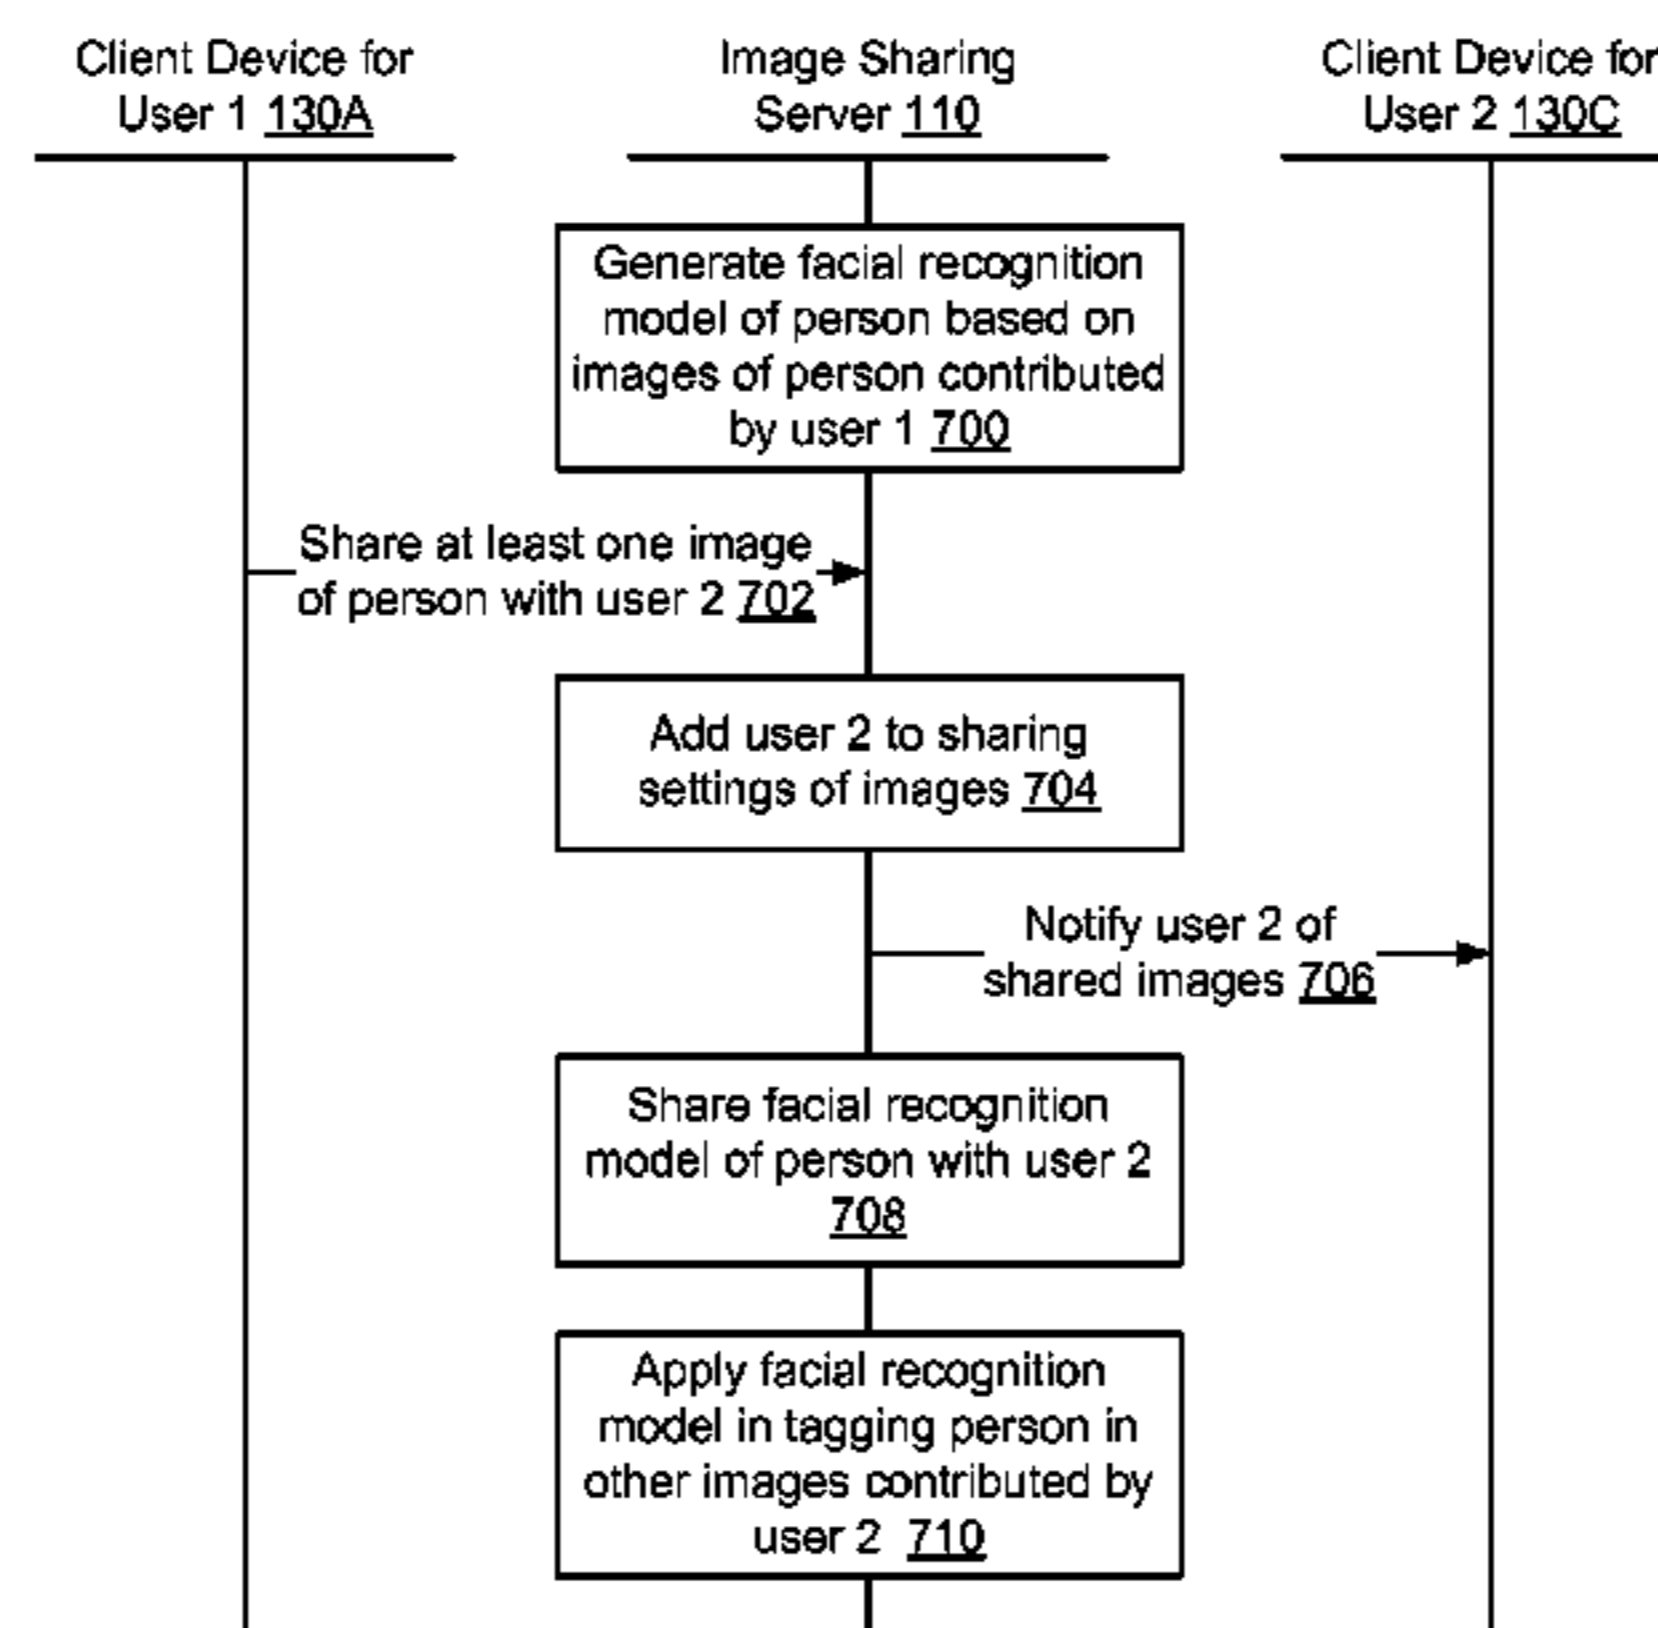 Client Device for
User 1 130A
Image Sharing
Server 110
Client Device for
User 2 130C
Generate facial recognition
model of person based on
images of person contributed
by user 1 700
Share at least one image
of person with user 2 702
Add user 2 to sharing
settings of images 704
Notify user 2 of
shared images 706
Share facial recognition
model of person with user 2
708
Apply facial recognition
model in tagging person in
other images contributed by
user 2 710